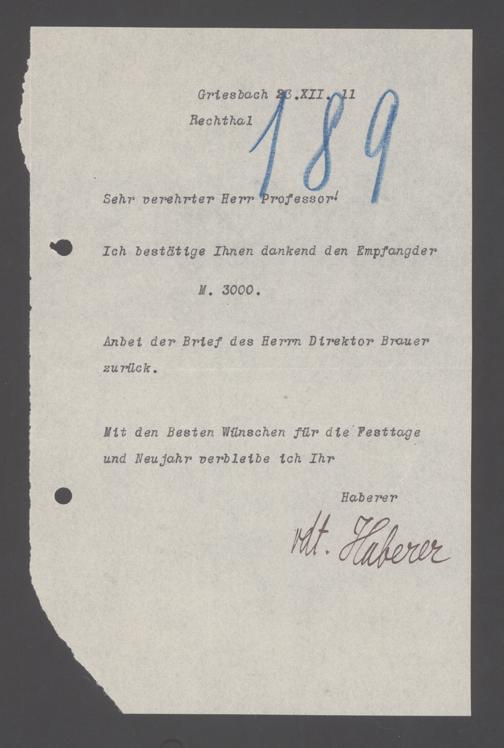 Griesbach 23.XII. 11
Rechthal
189
Sehr verehrter Herr Professor!
Ich bestätige Ihnen dankend den Empfangder
M. 3000.
Anbei der Brief des Herrn Direktor Brauer
zurück.
Mit den Besten Wünschen für die Festtage
und Neujahr verbleibe ich Ihr
Haberer
vdt. Haberer